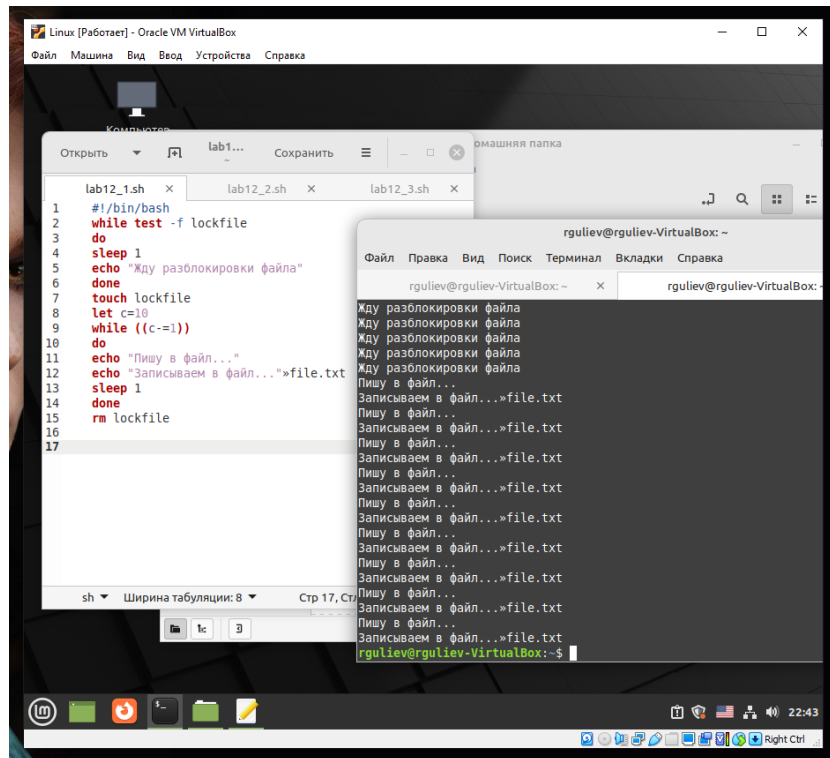 Linux [Работает] - Oracle VM VirtualBox
Файл Машина Вид Ввод Устройства Справка
Компьютер
Открыть lab1... Сохранить
~
омашняя папка
lab12_1.sh × lab12_2.sh × lab12_3.sh ×
1 #!/bin/bash
2 while test -f lockfile
3 do
4 sleep 1
5 echo "Жду разблокировки файла"
6 done
7 touch lockfile
8 let c=10
9 while ((c-=1))
10 do
11 echo "Пишу в файл..."
12 echo "Записываем в файл..."»file.txt
13 sleep 1
14 done
15 rm lockfile
16
17
sh Ширина табуляции: 8 Стр 17, Ст
rguliev@rguliev-VirtualBox: ~
Файл Правка Вид Поиск Терминал Вкладки Справка
rguliev@rguliev-VirtualBox: ~ × rguliev@rguliev-VirtualBox: ~
Жду разблокировки файла
Жду разблокировки файла
Жду разблокировки файла
Жду разблокировки файла
Жду разблокировки файла
Пишу в файл...
Записываем в файл...»file.txt
Пишу в файл...
Записываем в файл...»file.txt
Пишу в файл...
Записываем в файл...»file.txt
Пишу в файл...
Записываем в файл...»file.txt
Пишу в файл...
Записываем в файл...»file.txt
Пишу в файл...
Записываем в файл...»file.txt
Пишу в файл...
Записываем в файл...»file.txt
Пишу в файл...
Записываем в файл...»file.txt
Пишу в файл...
Записываем в файл...»file.txt
rguliev@rguliev-VirtualBox:~$
22:43
Right Ctrl